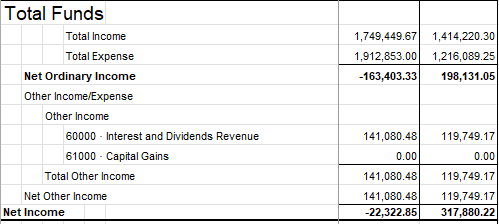 Total Funds
Total Income 1,749,449.67 1,414,220.30
Total Expense 1,912,853.00 1,216,089.25
Net Ordinary Income -163,403.33 198,131.05
Other Income/Expense
Other Income
60000 · Interest and Dividends Revenue 141,080.48 119,749.17
61000 · Capital Gains 0.00 0.00
Total Other Income 141,080.48 119,749.17
Net Other Income 141,080.48 119,749.17
Net Income -22,322.85 317,880.22